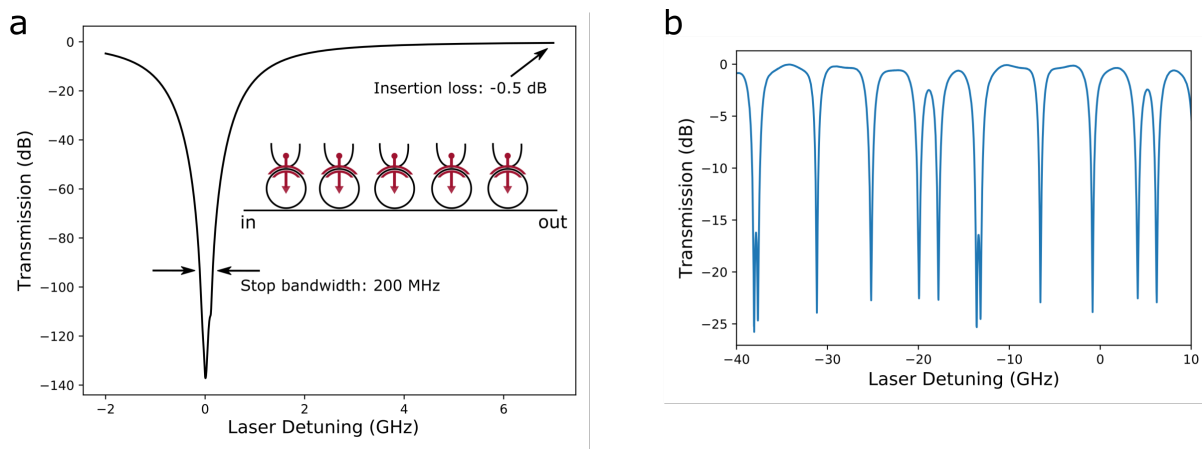 a
Transmission (dB)
0
−20
−40
−60
−80
−100
−120
−140
Insertion loss: -0.5 dB
in
out
Stop bandwidth: 200 MHz
−2
0
2
4
6
Laser Detuning (GHz)
b
Transmission (dB)
0
−5
−10
−15
−20
−25
−40
−30
−20
−10
0
10
Laser Detuning (GHz)